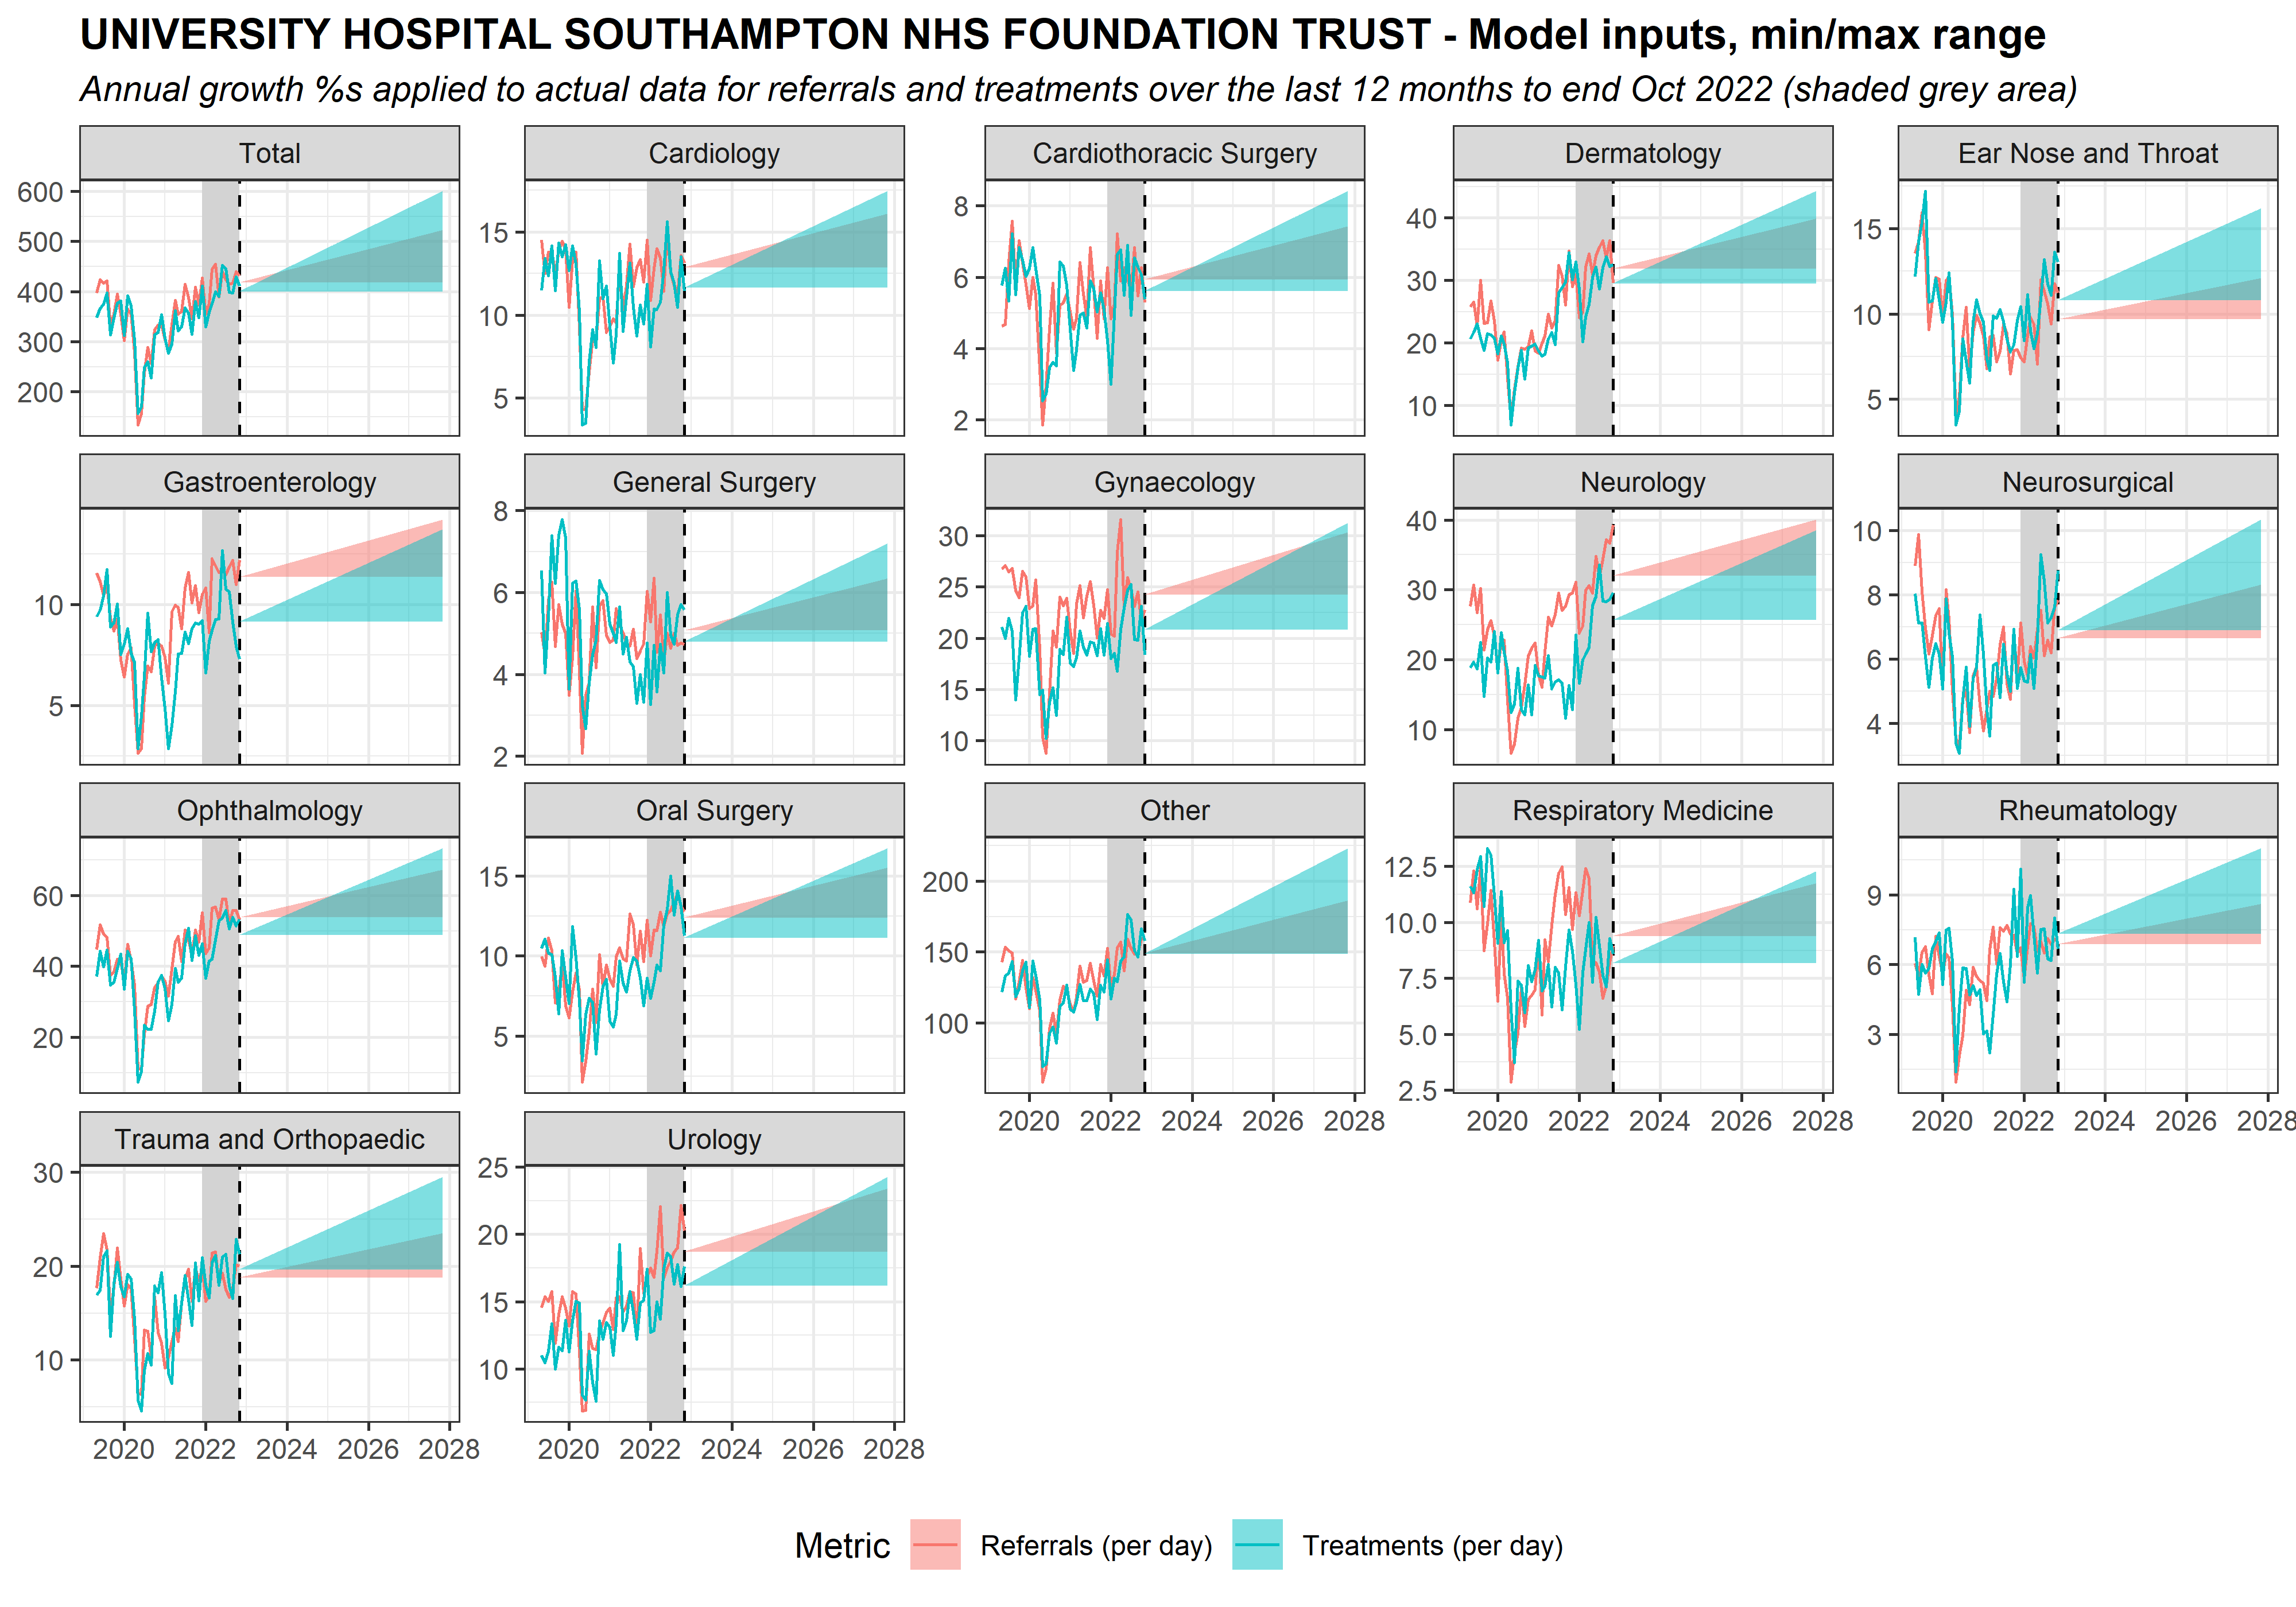 UNIVERSITY HOSPITAL SOUTHAMPTON NHS FOUNDATION TRUST - Model inputs, min/max range
Annual growth %s applied to actual data for referrals and treatments over the last 12 months to end Oct 2022 (shaded grey area)
Total
Cardiology
Cardiothoracic Surgery
Dermatology
Ear Nose and Throat
600
500
400
300
200
15
10
5
8
6
4
2
40
30
20
10
15
10
5
Gastroenterology
General Surgery
Gynaecology
Neurology
Neurosurgical
10
5
8
6
4
2
30
25
20
15
10
40
30
20
10
10
8
6
4
Ophthalmology
Oral Surgery
Other
Respiratory Medicine
Rheumatology
60
40
20
15
10
5
200
150
100
12.5
10.0
7.5
5.0
2.5
9
6
3
2020 2022 2024 2026 2028
2020 2022 2024 2026 2028
2020 2022 2024 2026 2028
Trauma and Orthopaedic
Urology
30
20
10
25
20
15
10
2020 2022 2024 2026 2028
2020 2022 2024 2026 2028
Metric Referrals (per day) Treatments (per day)